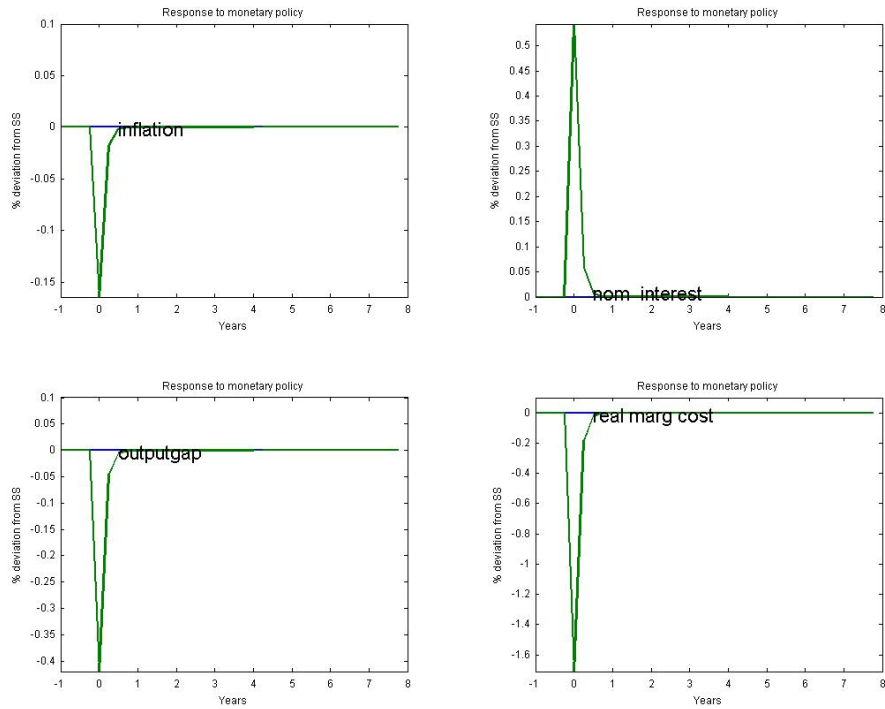 Response to monetary policy
0.1
0.05
0
-0.05
-0.1
-0.15
% deviation from SS
inflation
-1 0 1 2 3 4 5 6 7 8
Years
Response to monetary policy
0.5
0.45
0.4
0.35
0.3
0.25
0.2
0.15
0.1
0.05
0
% deviation from SS
nom interest
-1 0 1 2 3 4 5 6 7 8
Years
Response to monetary policy
0.1
0.05
0
-0.05
-0.1
-0.15
-0.2
-0.25
-0.3
-0.35
-0.4
% deviation from SS
outputgap
-1 0 1 2 3 4 5 6 7 8
Years
Response to monetary policy
0
-0.2
-0.4
-0.6
-0.8
-1
-1.2
-1.4
-1.6
% deviation from SS
real marg cost
-1 0 1 2 3 4 5 6 7 8
Years